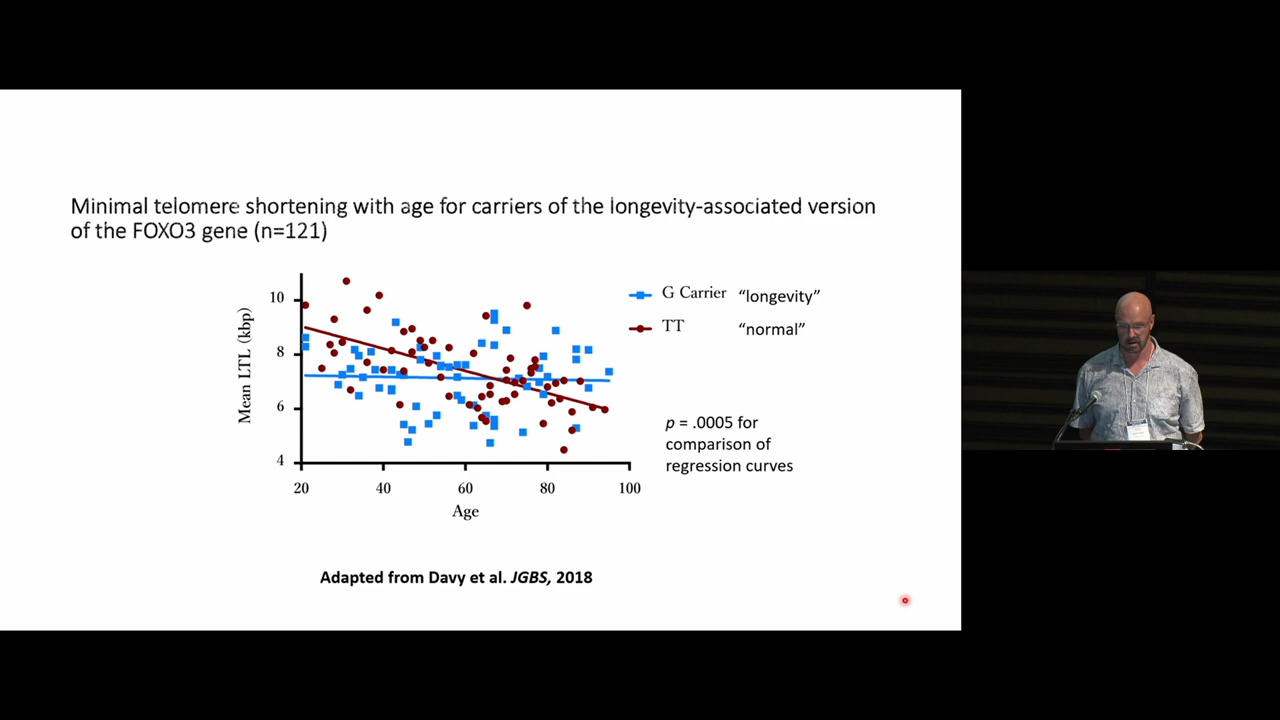 Minimal telomere shortening with age for carriers of the longevity-associated version
of the FOXO3 gene (n=121)
Mean LTL (kbp)
10
8
6
4
20
40
60
80
100
Age
G Carrier "longevity"
TT "normal"
p = .0005 for
comparison of
regression curves
Adapted from Davy et al. JGBS, 2018